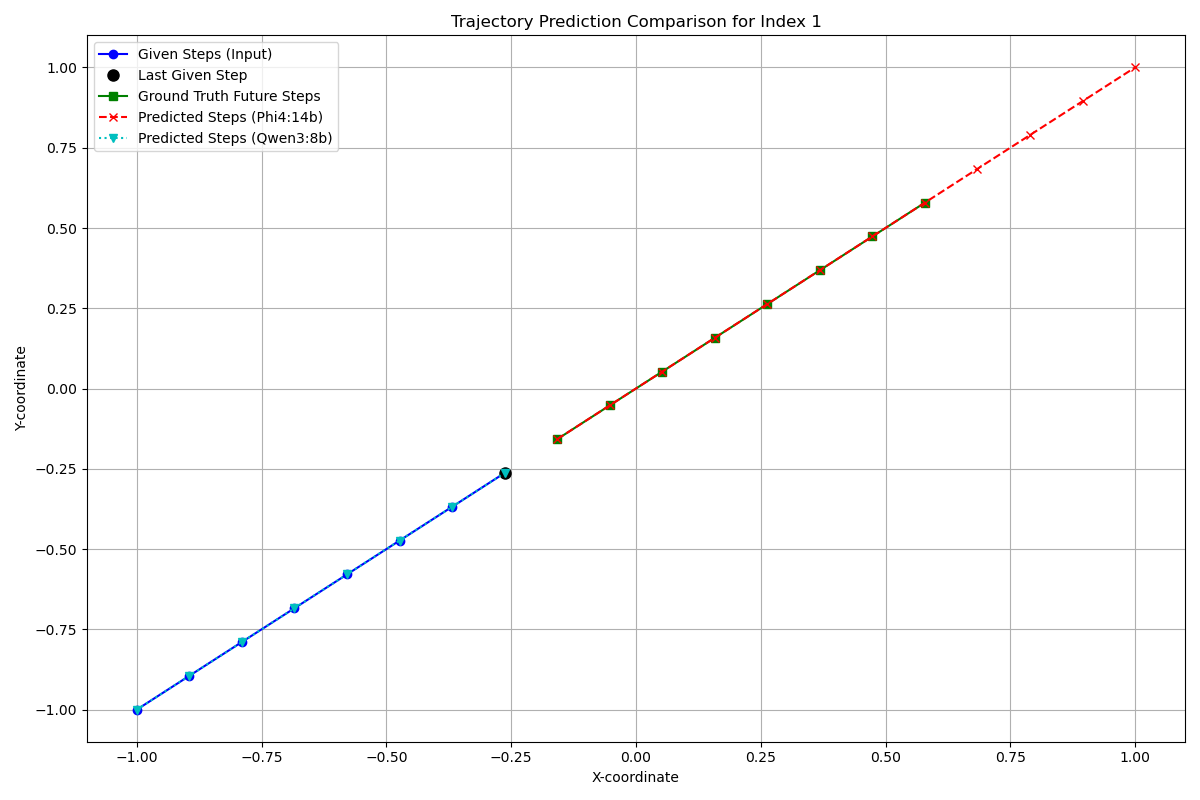 Trajectory Prediction Comparison for Index 1
Given Steps (Input)
Last Given Step
Ground Truth Future Steps
Predicted Steps (Phi4:14b)
Predicted Steps (Qwen3:8b)
Y-coordinate
1.00
0.75
0.50
0.25
0.00
−0.25
−0.50
−0.75
−1.00
−1.00 −0.75 −0.50 −0.25 0.00 0.25 0.50 0.75 1.00
X-coordinate